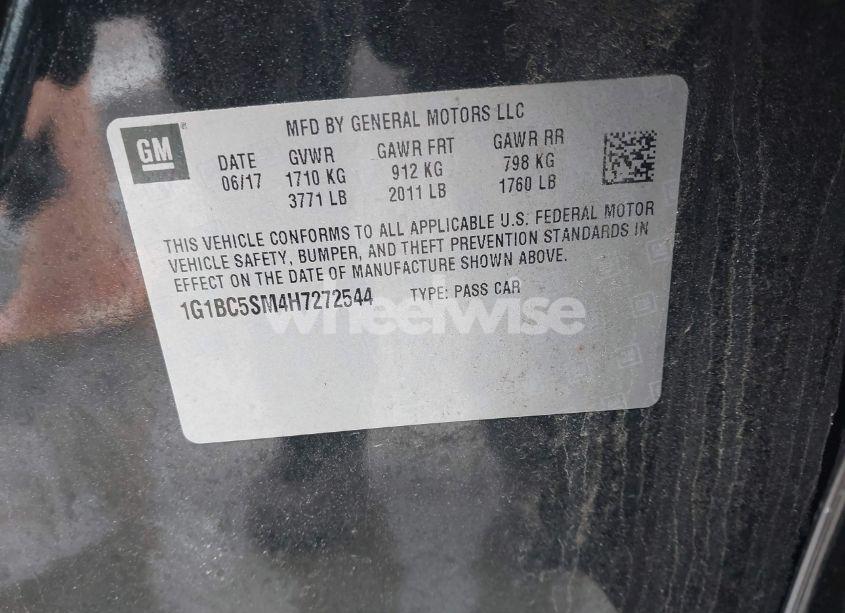 GM
MFD BY GENERAL MOTORS LLC
DATE GVWR GAWR FRT GAWR RR
06/17 1710 KG 912 KG 798 KG
3771 LB 2011 LB 1760 LB
THIS VEHICLE CONFORMS TO ALL APPLICABLE U.S. FEDERAL MOTOR
VEHICLE SAFETY, BUMPER, AND THEFT PREVENTION STANDARDS IN
EFFECT ON THE DATE OF MANUFACTURE SHOWN ABOVE.
1G1BC5SM4H7272544 TYPE: PASS CAR
wheelwise